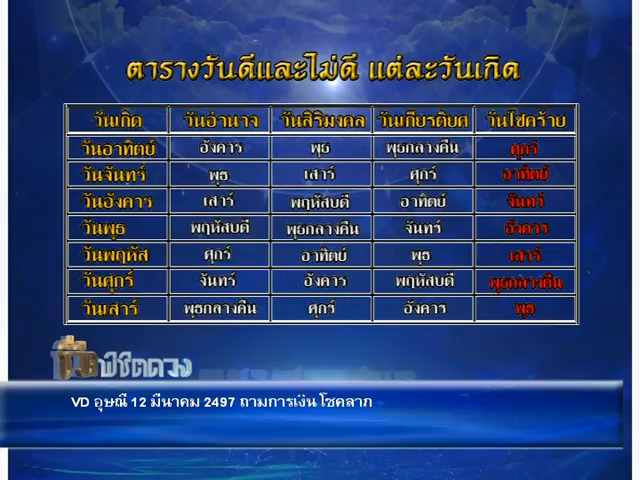 ตารางวันดีและไม่ดี แต่ละวันเกิด
วันเกิด วันอำนาจ วันสิริมงคล วันเกียรติยศ วันโชคร้าย
วันอาทิตย์ อังคาร พุธ พุธกลางคืน ศุกร์
วันจันทร์ พุธ เสาร์ ศุกร์ อาทิตย์
วันอังคาร เสาร์ พฤหัสบดี อาทิตย์ จันทร์
วันพุธ พฤหัสบดี พุธกลางคืน จันทร์ อังคาร
วันพฤหัส ศุกร์ อาทิตย์ พุธ เสาร์
วันศุกร์ จันทร์ อังคาร พฤหัสบดี พุธกลางคืน
วันเสาร์ พุธกลางคืน ศุกร์ อังคาร พุธ
พิชิตดวง
VD อุษณี 12 มีนาคม 2497 ถามการเงิน โชคลาภ